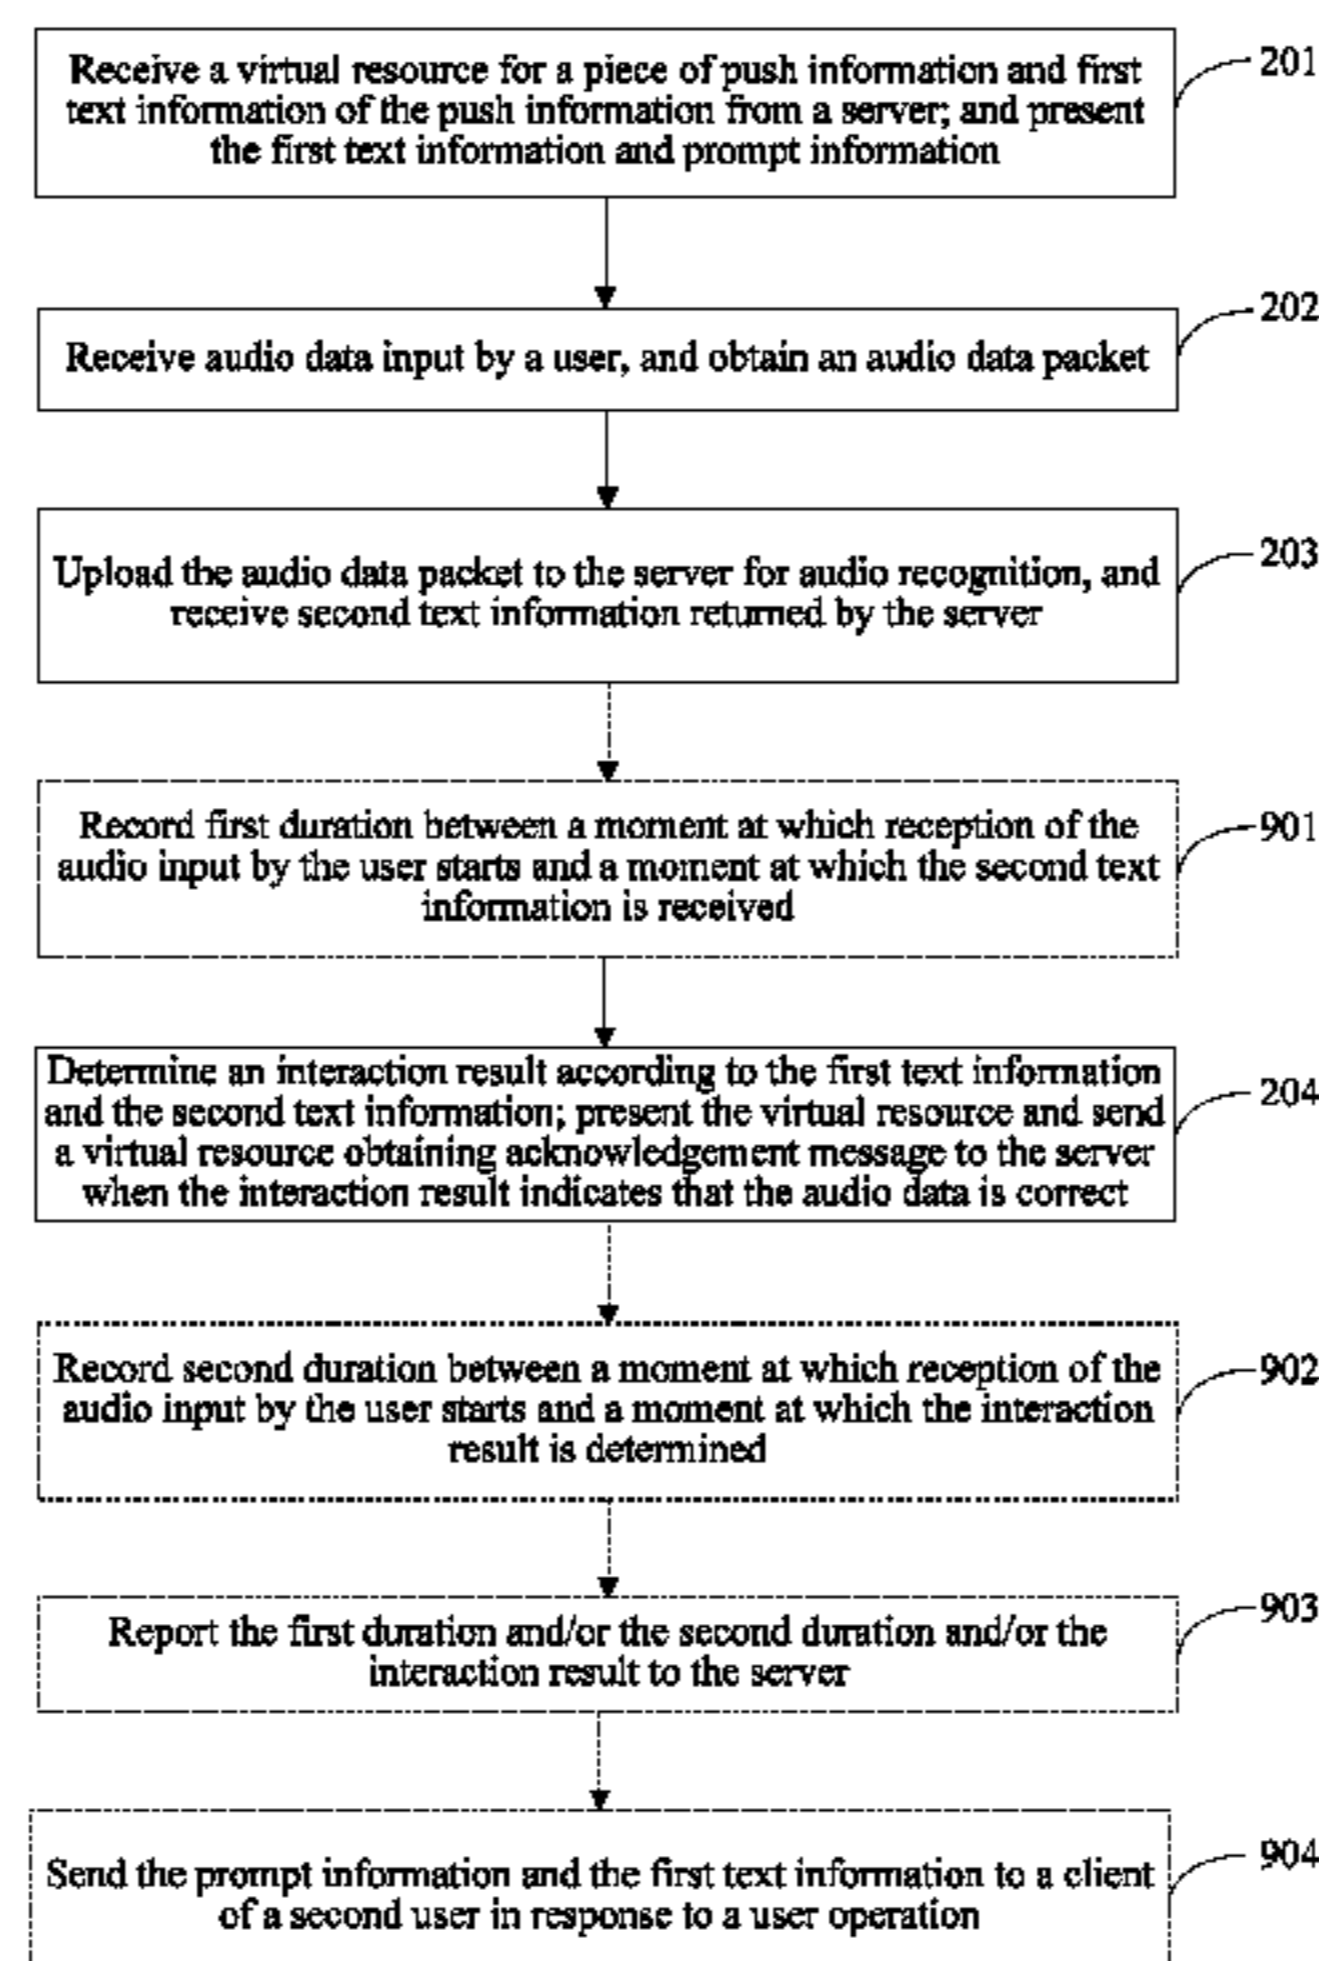 Receive a virtual resource for a piece of push information and first
text information of the push information from a server; and present
the first text information and prompt information
201
Receive audio data input by a user, and obtain an audio data packet
202
Upload the audio data packet to the server for audio recognition, and
receive second text information returned by the server
203
Record first duration between a moment at which reception of the
audio input by the user starts and a moment at which the second text
information is received
901
Determine an interaction result according to the first text information
and the second text information; present the virtual resource and send
a virtual resource obtaining acknowledgement message to the server
when the interaction result indicates that the audio data is correct
204
Record second duration between a moment at which reception of the
audio input by the user starts and a moment at which the interaction
result is determined
902
Report the first duration and/or the second duration and/or the
interaction result to the server
903
Send the prompt information and the first text information to a client
of a second user in response to a user operation
904